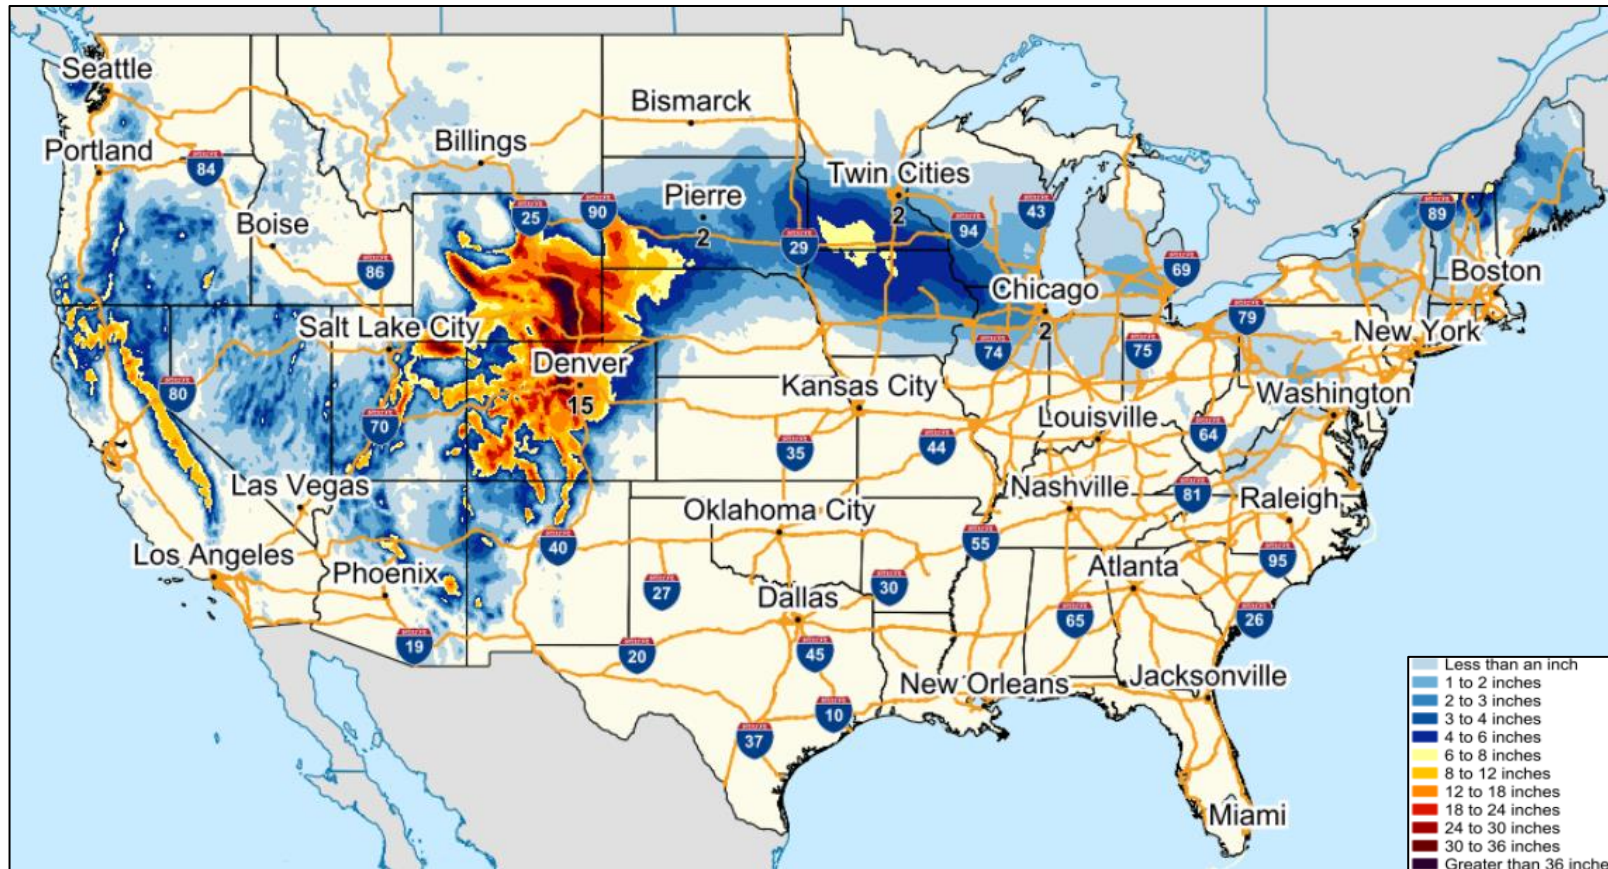 Seattle
Bismarck
Portland
Billings
Twin Cities
84
Pierre
2
43
Boise
25
90
2
94
89
29
86
69
Boston
Chicago
Salt Lake City
1
79
New York
2
Denver
74
75
80
15
Kansas City
Washington
70
Louisville
64
35
44
Las Vegas
Nashville
81
Raleigh
Oklahoma City
40
55
Los Angeles
95
Phoenix
Atlanta
27
30
Dallas
65
26
19
20
45
New Orleans
Jacksonville
10
37
Miami
Less than an inch
1 to 2 inches
2 to 3 inches
3 to 4 inches
4 to 6 inches
6 to 8 inches
8 to 12 inches
12 to 18 inches
18 to 24 inches
24 to 30 inches
30 to 36 inches
Greater than 36 inche